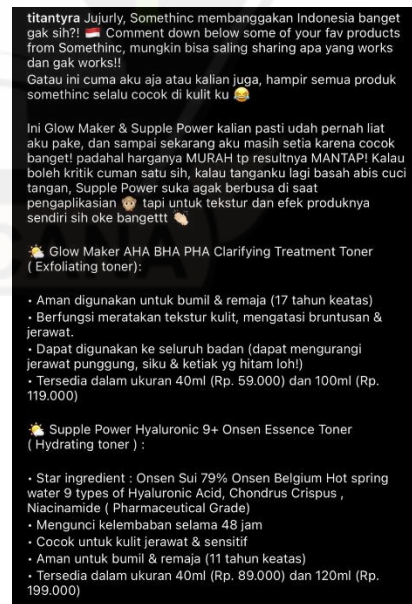 titantyra Jujurly, Somethinc membanggakan Indonesia banget
gak sih?! 🇮🇩 Comment down below some of your fav products
from Somethinc, mungkin bisa saling sharing apa yang works
dan gak works!!
Gatau ini cuma aku aja atau kalian juga, hampir semua produk
somethinc selalu cocok di kulit ku 😂
Ini Glow Maker & Supple Power kalian pasti udah pernah liat
aku pake, dan sampai sekarang aku masih setia karena cocok
banget! padahal harganya MURAH tp resultnya MANTAP! Kalau
boleh kritik cuman satu sih, kalau tanganku lagi basah abis cuci
tangan, Supple Power suka agak berbusa di saat
pengaplikasian 🙊 tapi untuk tekstur dan efek produknya
sendiri sih oke bangettt 👏🏻
🌤 Glow Maker AHA BHA PHA Clarifying Treatment Toner
( Exfoliating toner):
• Aman digunakan untuk bumil & remaja (17 tahun keatas)
• Berfungsi meratakan tekstur kulit, mengatasi bruntusan &
jerawat.
• Dapat digunakan ke seluruh badan (dapat mengurangi
jerawat punggung, siku & ketiak yg hitam loh!)
• Tersedia dalam ukuran 40ml (Rp. 59.000) dan 100ml (Rp.
119.000)
🌤 Supple Power Hyaluronic 9+ Onsen Essence Toner
( Hydrating toner ) :
• Star ingredient : Onsen Sui 79% Onsen Belgium Hot spring
water 9 types of Hyaluronic Acid, Chondrus Crispus ,
Niacinamide ( Pharmaceutical Grade)
• Mengunci kelembaban selama 48 jam
• Cocok untuk kulit jerawat & sensitif
• Aman untuk bumil & remaja (11 tahun keatas)
• Tersedia dalam ukuran 40ml (Rp. 89.000) dan 120ml (Rp.
199.000)